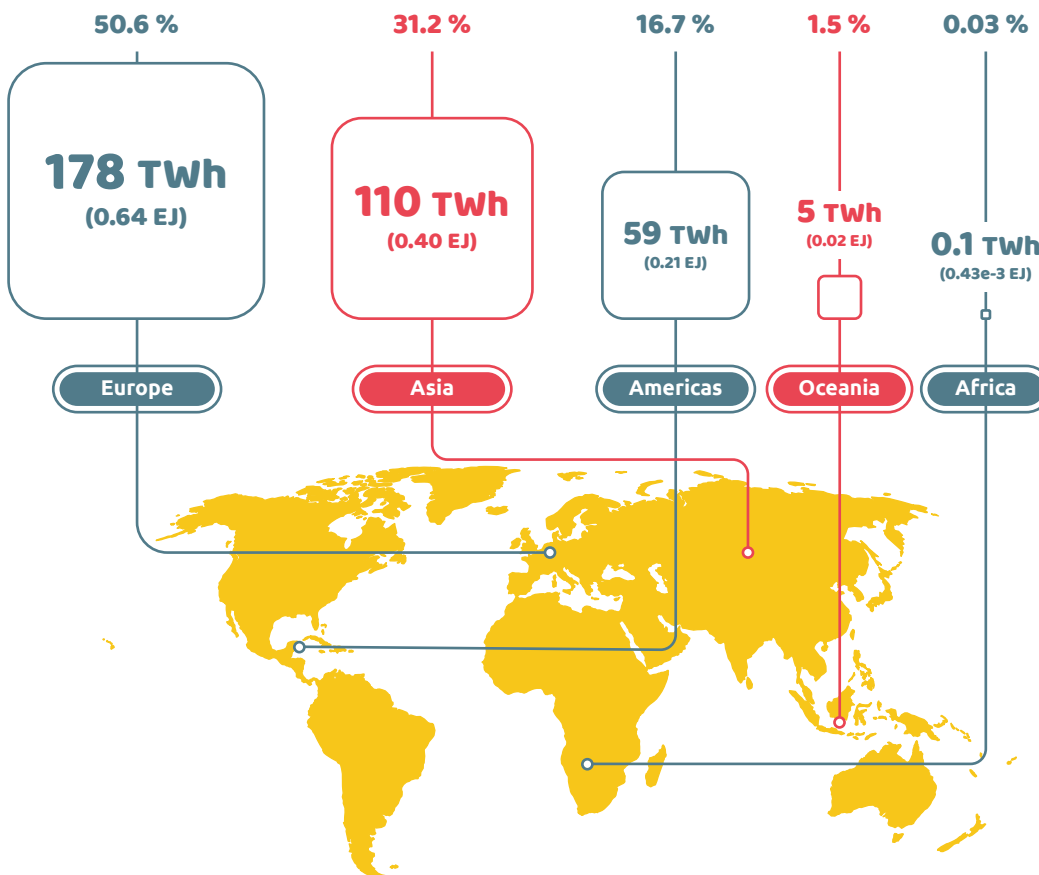 50.6 %
31.2 %
16.7 %
1.5 %
0.03 %
178 TWh
(0.64 EJ)
110 TWh
(0.40 EJ)
59 TWh
(0.21 EJ)
5 TWh
(0.02 EJ)
0.1 TWh
(0.43e-3 EJ)
Europe
Asia
Americas
Oceania
Africa